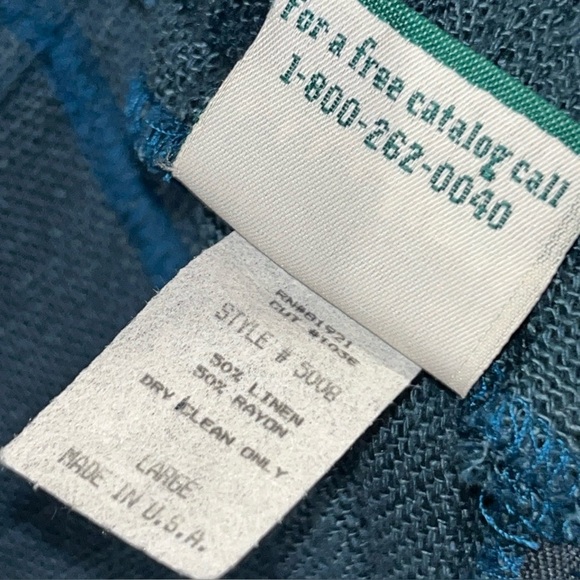 For a free catalog call
1-800-262-0040
RN#81921
CUT #103E
STYLE # 5008
50% LINEN
50% RAYON
DRY CLEAN ONLY
LARGE
MADE IN U.S.A.